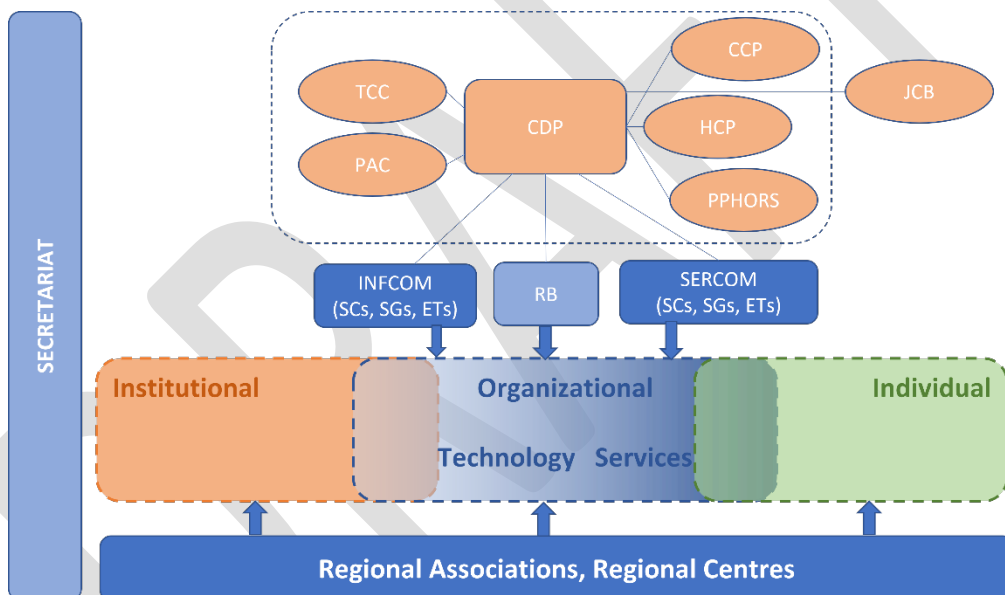 SECRETARIAT
CCP
TCC
JCB
CDP
HCP
PAC
PPHORS
INFCOM
(SCs, SGs, ETs)
RB
SERCOM
(SCs, SGs, ETs)
Institutional
Organizational
Individual
Technology Services
Regional Associations, Regional Centres
DRAFT